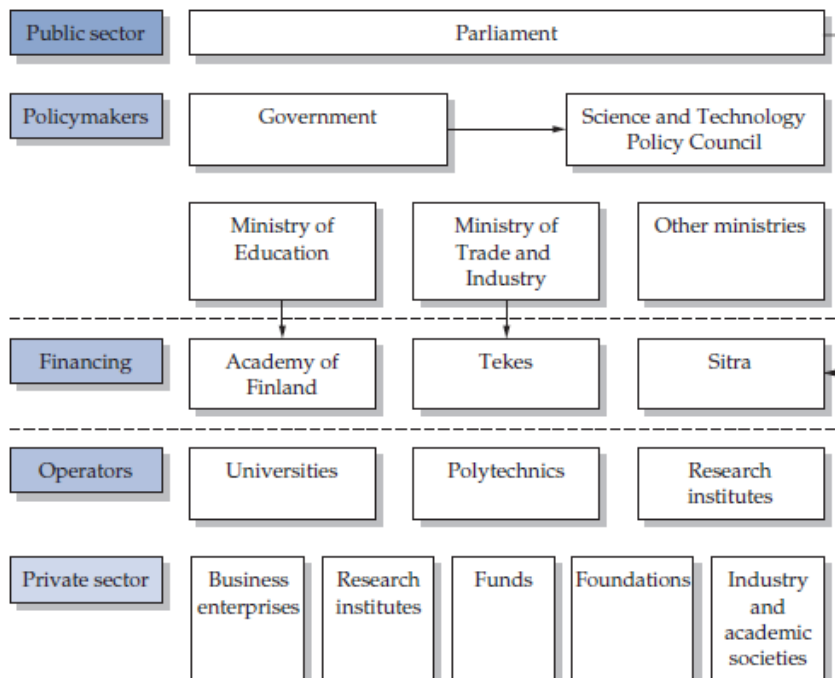 Public sector
Parliament
Policymakers
Government
Science and Technology
Policy Council
Ministry of
Education
Ministry of
Trade and
Industry
Other ministries
Financing
Academy of
Finland
Tekes
Sitra
Operators
Universities
Polytechnics
Research
institutes
Private sector
Business
enterprises
Research
institutes
Funds
Foundations
Industry
and
academic
societies